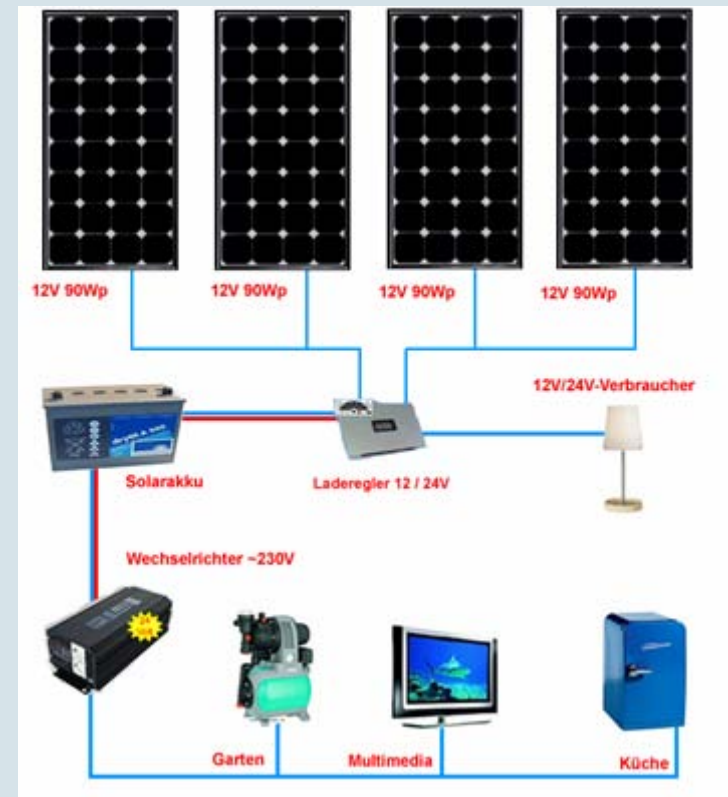 12V 90Wp
12V 90Wp
12V 90Wp
12V 90Wp
12V/24V-Verbraucher
Solarakku
Laderegler 12 / 24V
Wechselrichter ~230V
24
Garten
Multimedia
Küche